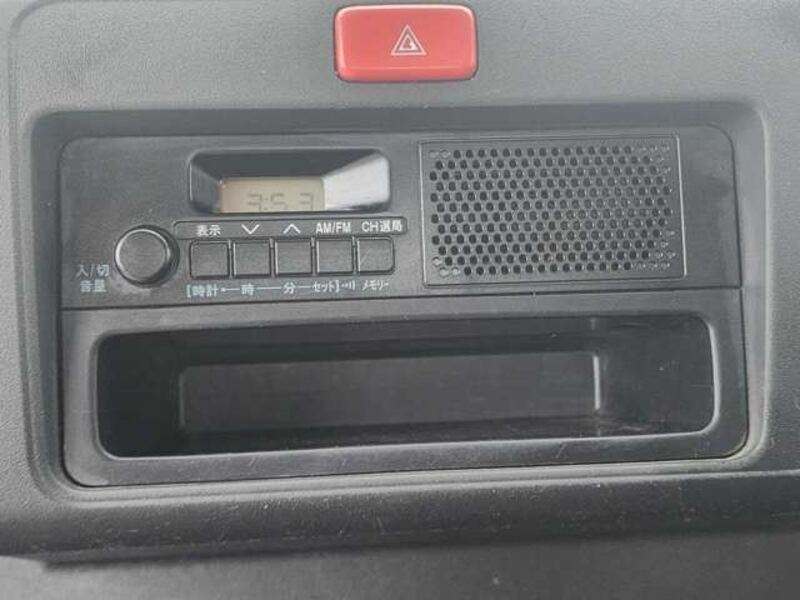 3:53
表示 ∨ ∧ AM/FM CH選局
入/切
音量
[時計・─時──分─セット] メモリー